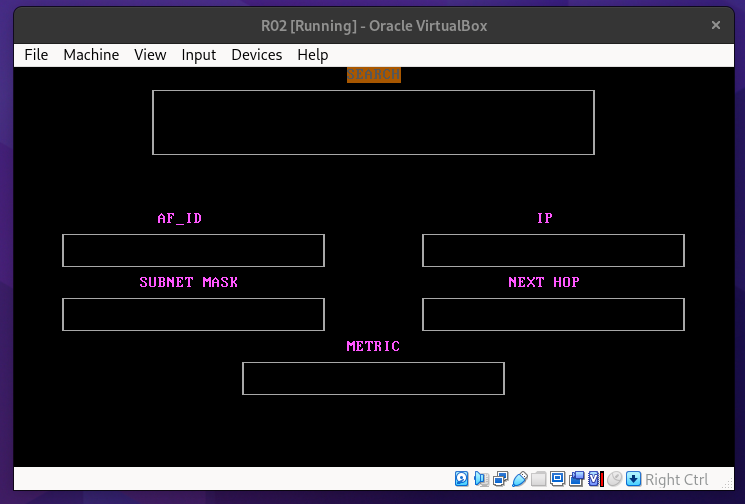 R02 [Running] - Oracle VirtualBox
File Machine View Input Devices Help
SEARCH
AF_ID
IP
SUBNET MASK
NEXT HOP
METRIC
Right Ctrl